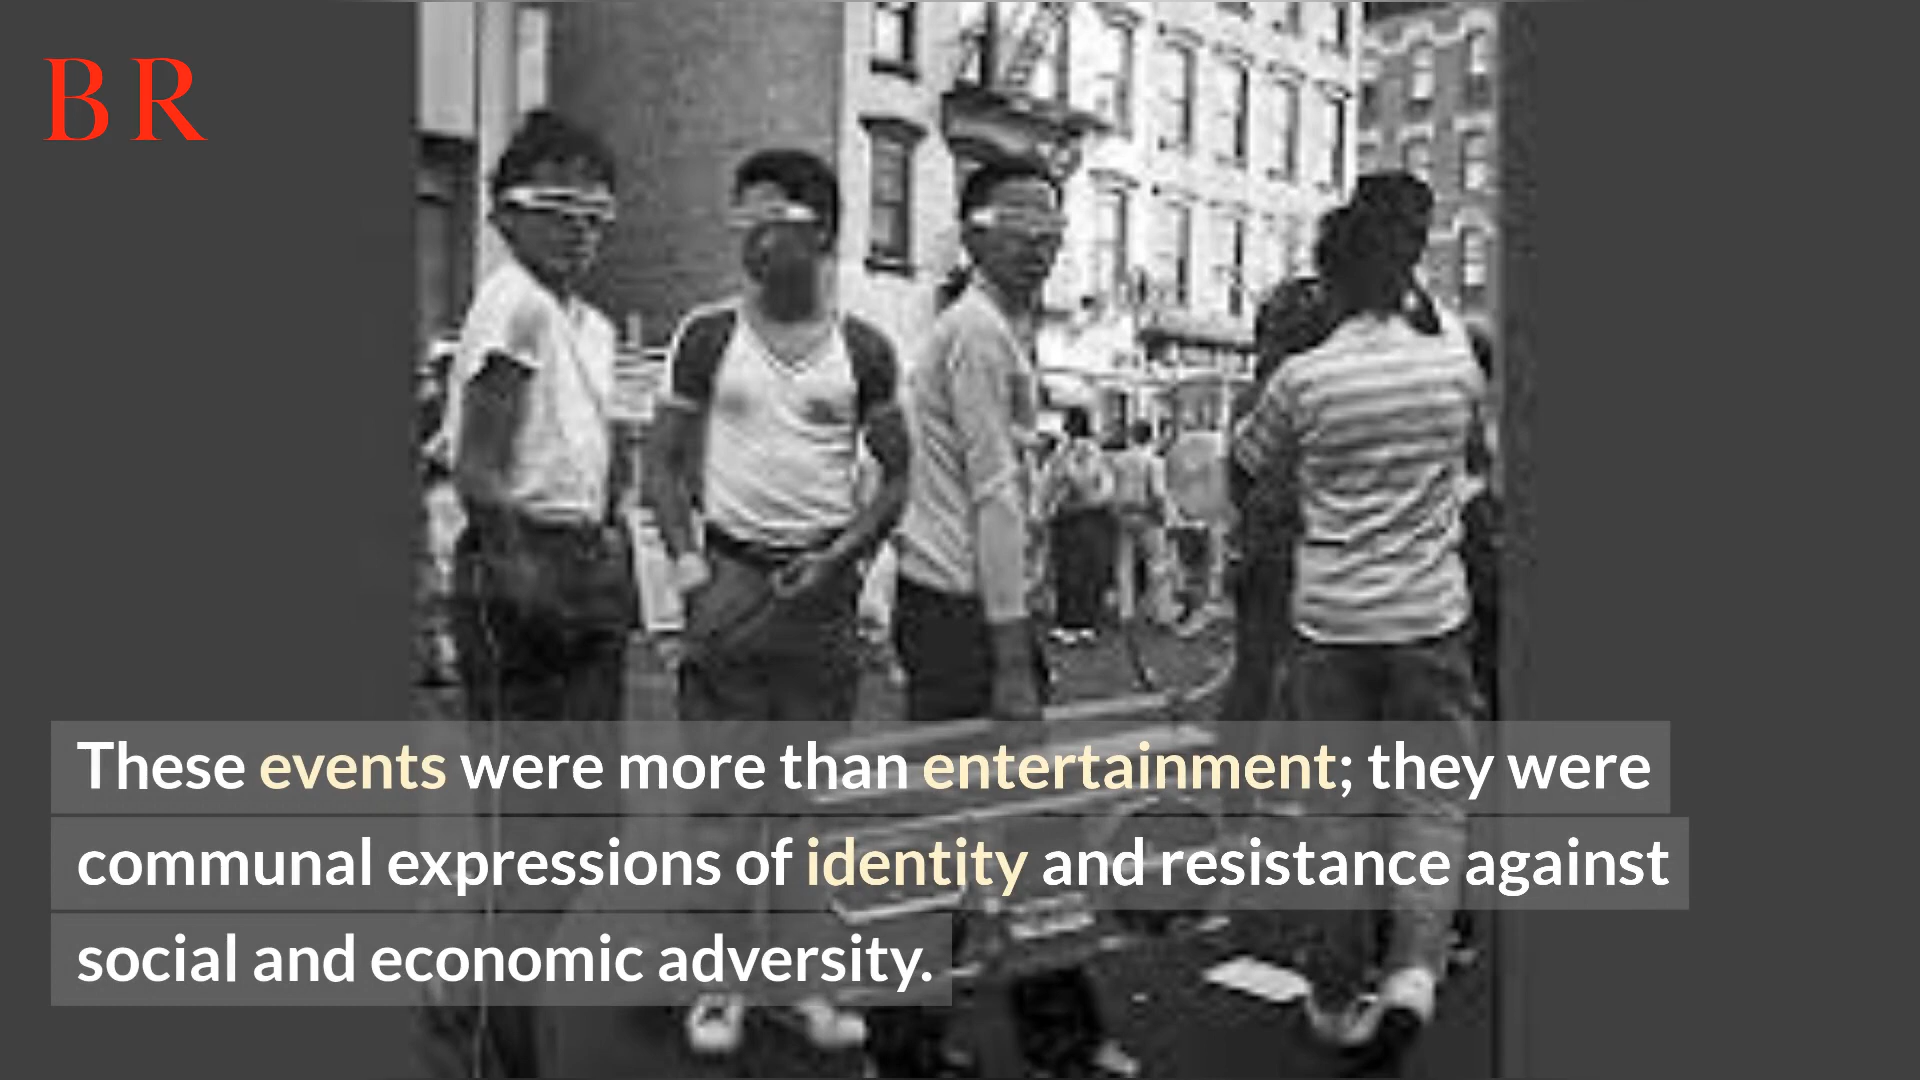 BR
These events were more than entertainment; they were
communal expressions of identity and resistance against
social and economic adversity.